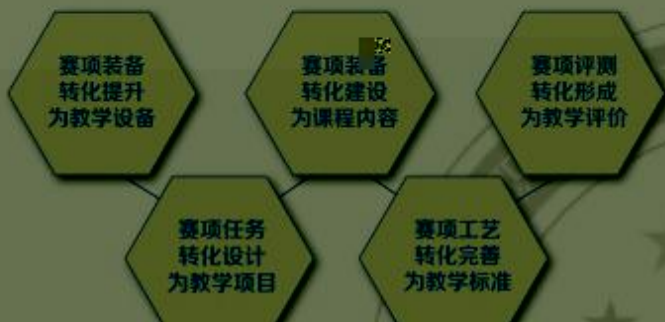 赛项装备
转化提升
为教学设备
赛项装备
转化建设
为课程内容
赛项评测
转化形成
为教学评价
赛项任务
转化设计
为教学项目
赛项工艺
转化完善
为教学标准